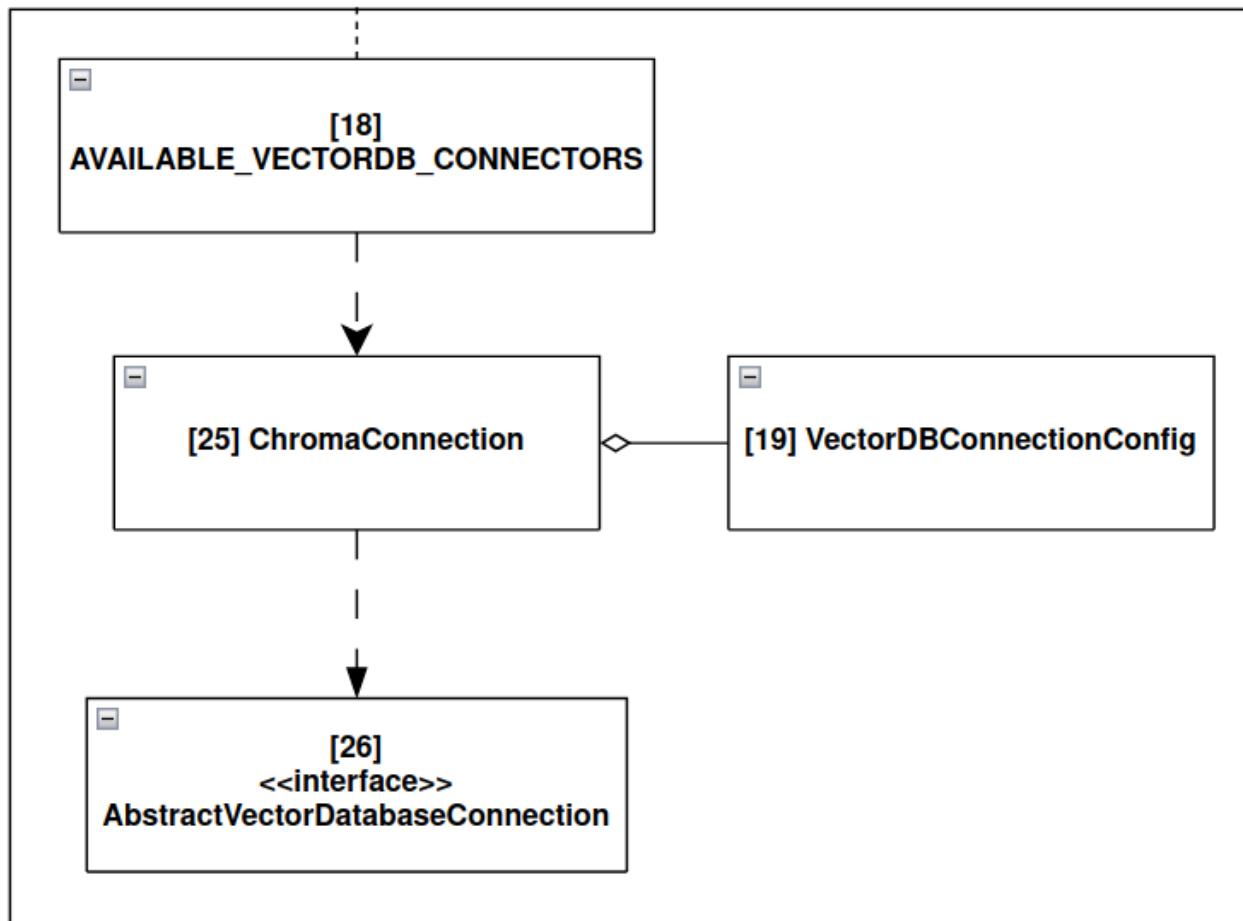 [18]
AVAILABLE_VECTORDB_CONNECTORS
[25] ChromaConnection
[19] VectorDBConnectionConfig
[26]
<<interface>>
AbstractVectorDatabaseConnection